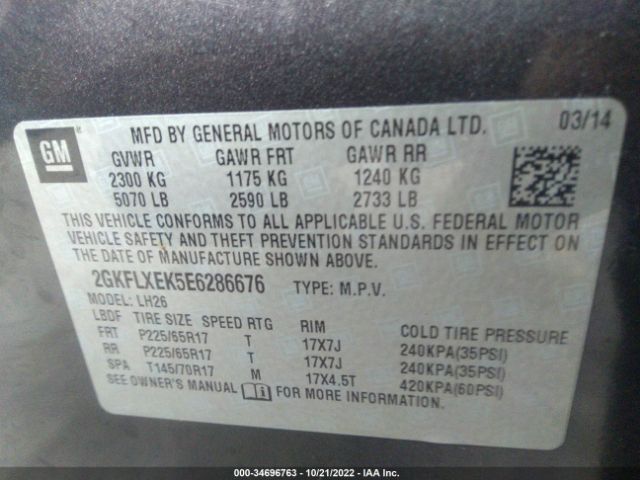 GM
MFD BY GENERAL MOTORS OF CANADA LTD. 03/14
GVWR GAWR FRT GAWR RR
2300 KG 1175 KG 1240 KG
5070 LB 2590 LB 2733 LB
THIS VEHICLE CONFORMS TO ALL APPLICABLE U.S. FEDERAL MOTOR
VEHICLE SAFETY AND THEFT PREVENTION STANDARDS IN EFFECT ON
THE DATE OF MANUFACTURE SHOWN ABOVE.
2GKFLXEK5E6286676 TYPE: M.P.V.
MODEL: LH26
LBDF TIRE SIZE SPEED RTG RIM COLD TIRE PRESSURE
FRT P225/65R17 T 17X7J 240KPA(35PSI)
RR P225/65R17 T 17X7J 240KPA(35PSI)
SPA T145/70R17 M 17X4.5T 420KPA(60PSI)
SEE OWNER'S MANUAL FOR MORE INFORMATION.
000-34696763 - 10/21/2022 - IAA Inc.